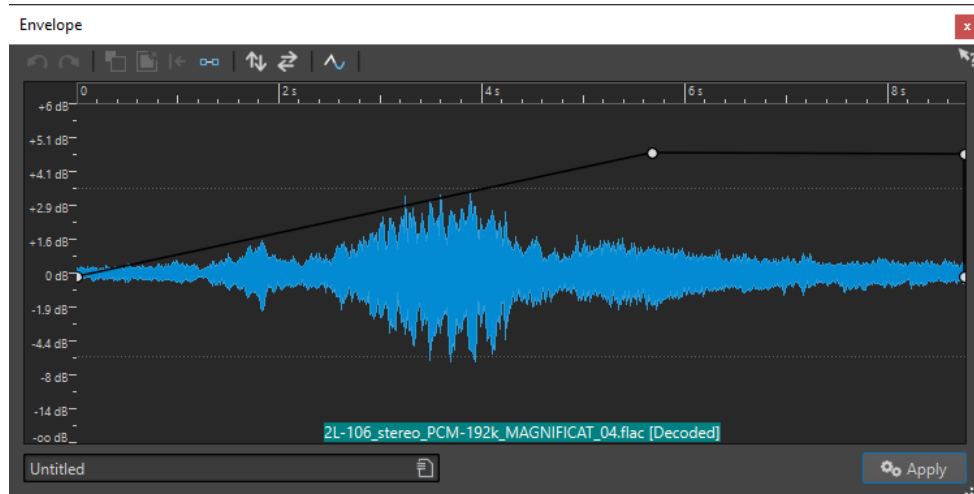 Envelope
0 2 s 4 s 6 s 8 s
+6 dB
+5.1 dB
+4.1 dB
+2.9 dB
+1.6 dB
0 dB
-1.9 dB
-4.4 dB
-8 dB
-14 dB
-oo dB
2L-106_stereo_PCM-192k_MAGNIFICAT_04.flac [Decoded]
Untitled
Apply